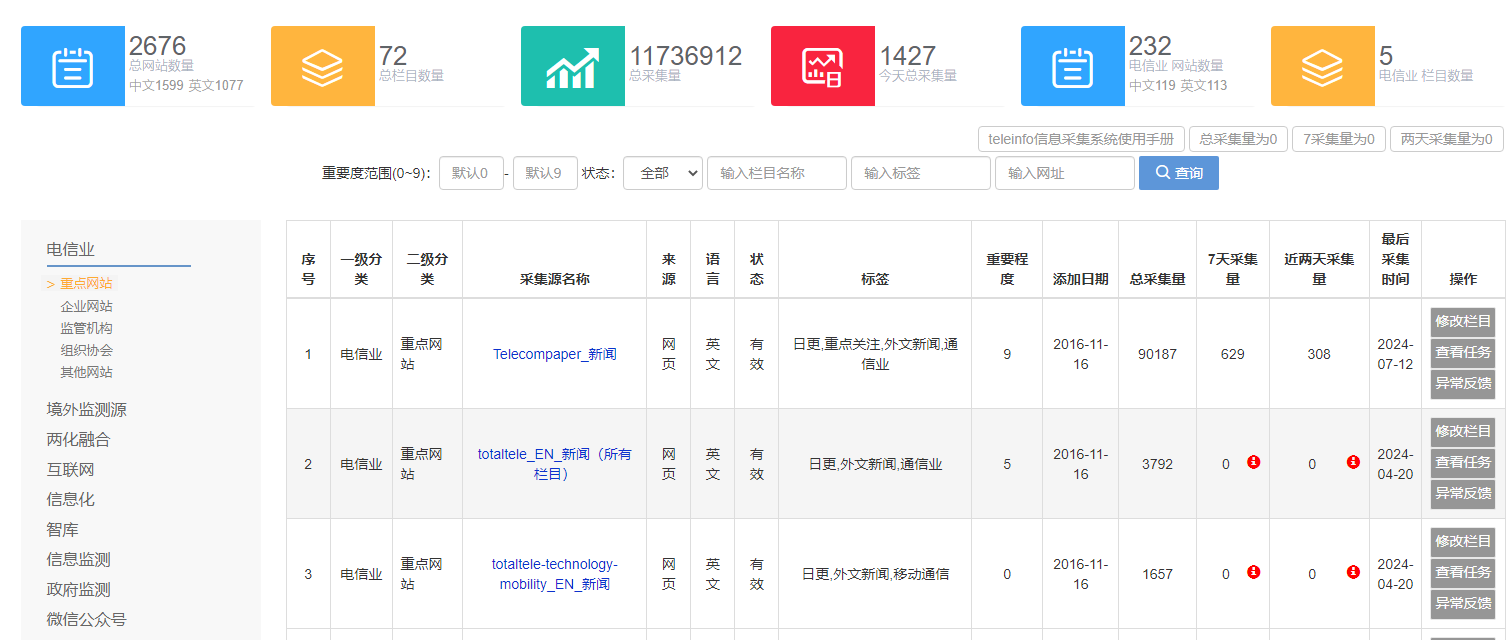 2676
总网站数量
中文1599 英文1077
72
总栏目数量
11736912
总采集量
1427
今天总采集量
232
电信业 网站数量
中文119 英文113
5
电信业 栏目数量
teleinfo信息采集系统使用手册 总采集量为0 7采集量为0 两天采集量为0
重要度范围(0~9)： 默认0 - 默认9 状态： 全部 输入栏目名称 输入标签 输入网址 查询
电信业
> 重点网站
企业网站
监管机构
组织协会
其他网站
境外监测源
两化融合
互联网
信息化
智库
信息监测
政府监测
微信公众号
序号 一级分类 二级分类 采集源名称 来源 语言 状态 标签 重要程度 添加日期 总采集量 7天采集量 近两天采集量 最后采集时间 操作
1 电信业 重点网站 Telecompaper_新闻 网页 英文 有效 日更,重点关注,外文新闻,通信业 9 2016-11-16 90187 629 308 2024-07-12 修改栏目 查看任务 异常反馈
2 电信业 重点网站 totaltele_EN_新闻（所有栏目） 网页 英文 有效 日更,外文新闻,通信业 5 2016-11-16 3792 0 0 2024-04-20 修改栏目 查看任务 异常反馈
3 电信业 重点网站 totaltele-technology-mobility_EN_新闻 网页 英文 有效 日更,外文新闻,移动通信 0 2016-11-16 1657 0 0 2024-04-20 修改栏目 查看任务 异常反馈